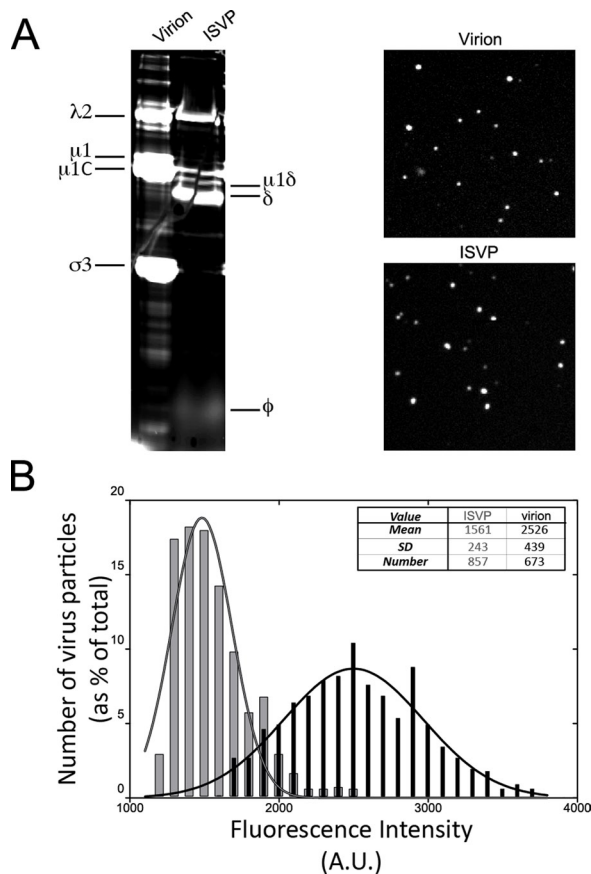 A
Virion
ISVP
λ2
μ1
μ1C
σ3
μ1δ
δ
ϕ
Virion
ISVP
B
Number of virus particles
(as % of total)
20
15
10
5
0
1000
2000
3000
4000
Fluorescence Intensity
(A.U.)
Value ISVP virion
Mean 1561 2526
SD 243 439
Number 857 673